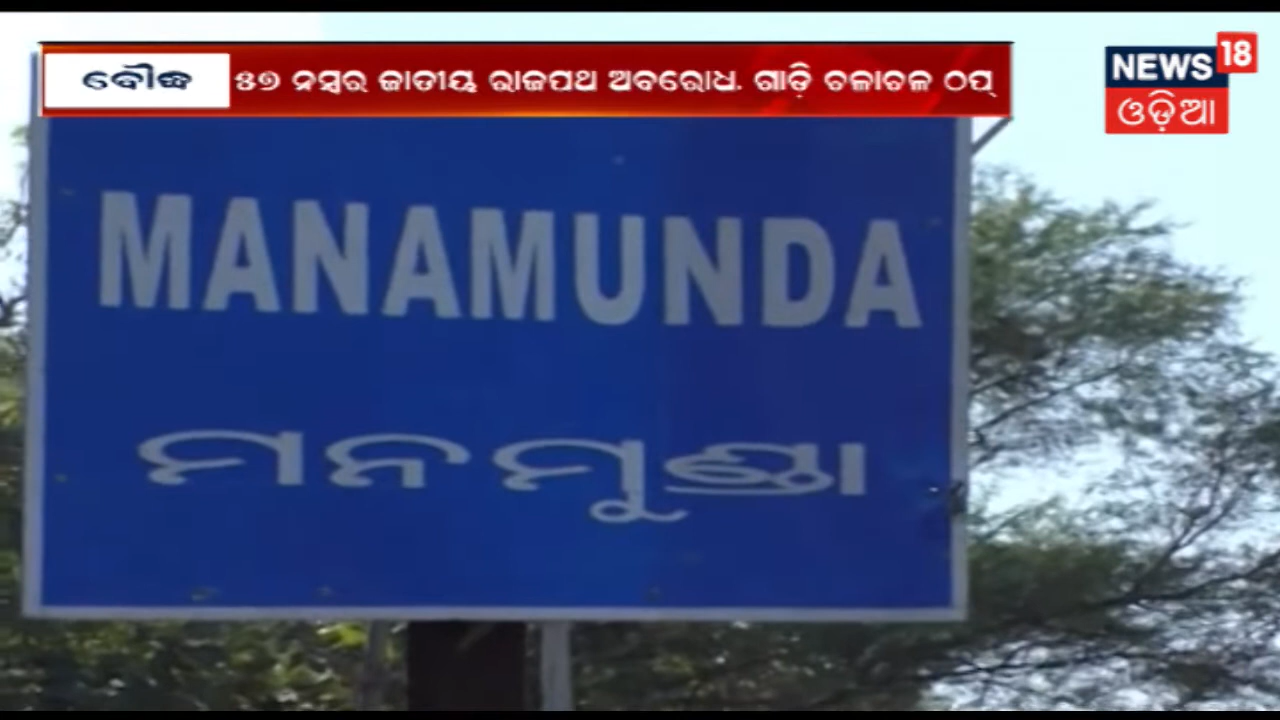 ବୌଦ୍ଧ
୫୭ ନମ୍ବର ଜାତୀୟ ରାଜପଥ ଅବରୋଧ. ଗାଡ଼ି ଚଳାଚଳ ଠପ୍
NEWS 18
ଓଡ଼ିଆ
MANAMUNDA
ମନମୁଣ୍ଡା